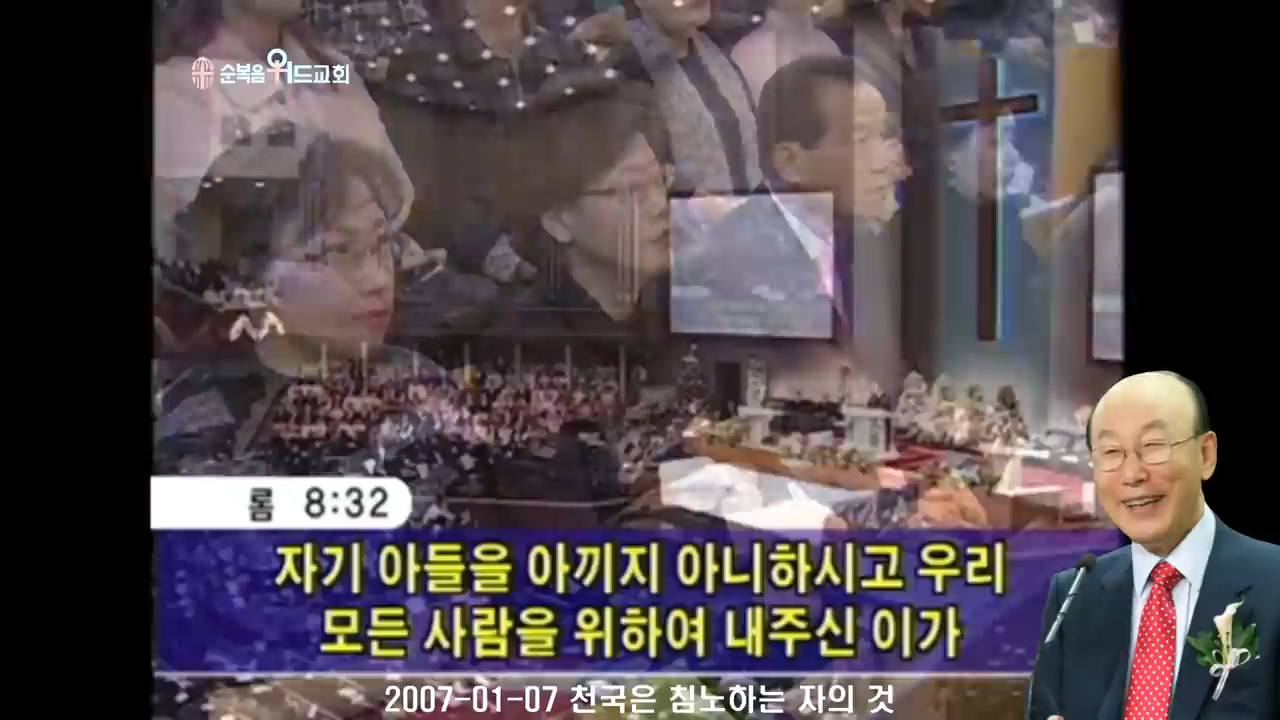 순복음워드교회
롬 8:32
자기 아들을 아끼지 아니하시고 우리
모든 사람을 위하여 내주신 이가
2007-01-07 천국은 침노하는 자의 것